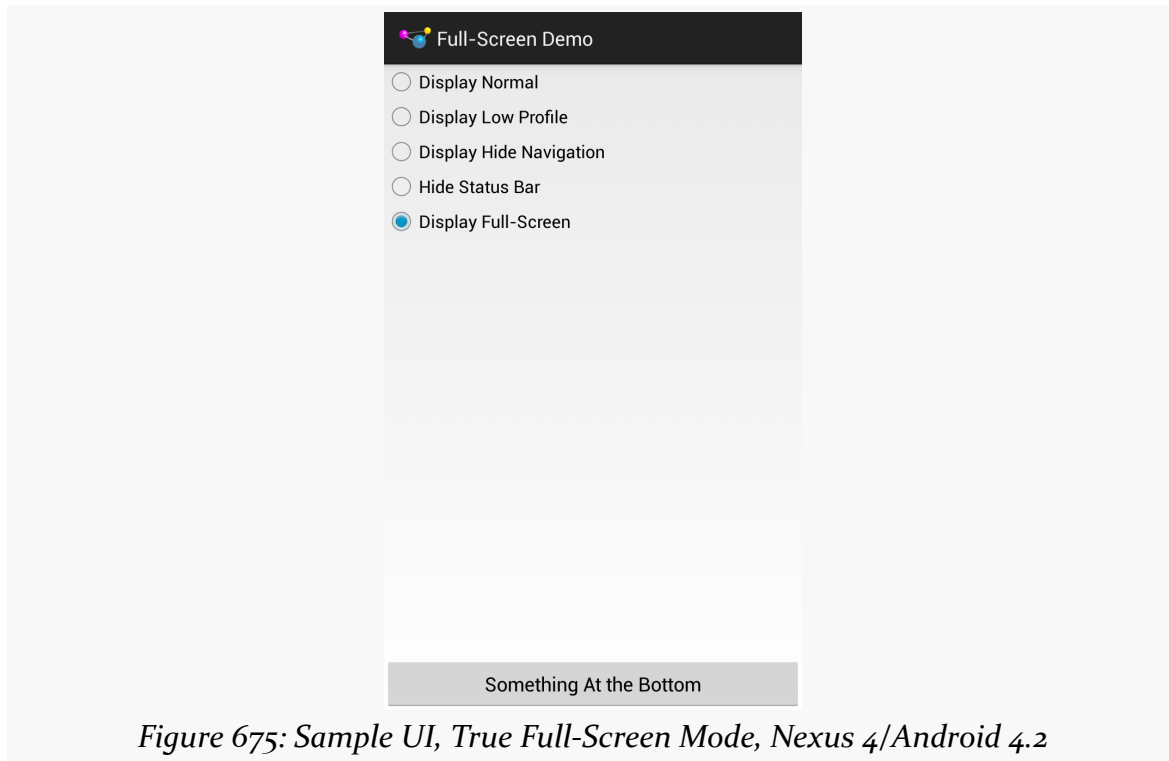 Full-Screen Demo
Display Normal
Display Low Profile
Display Hide Navigation
Hide Status Bar
Display Full-Screen
Something At the Bottom
Figure 675: Sample UI, True Full-Screen Mode, Nexus 4/Android 4.2